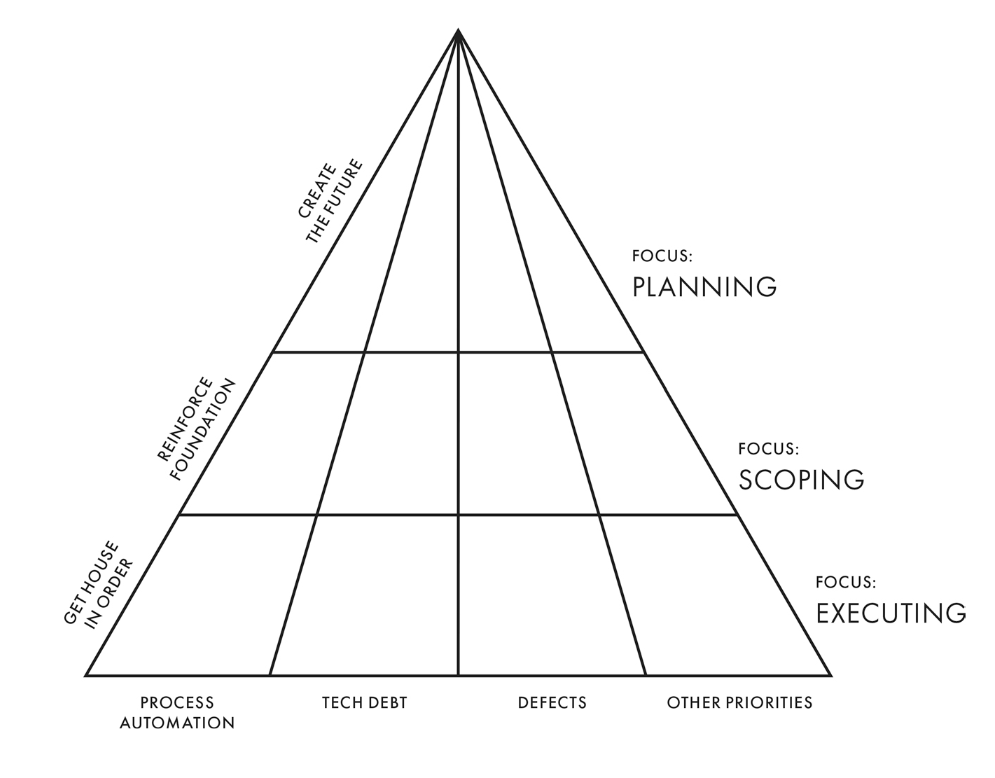 CREATE
THE FUTURE
FOCUS:
PLANNING
REINFORCE
FOUNDATION
FOCUS:
SCOPING
GET HOUSE
IN ORDER
FOCUS:
EXECUTING
PROCESS
AUTOMATION
TECH DEBT
DEFECTS
OTHER PRIORITIES